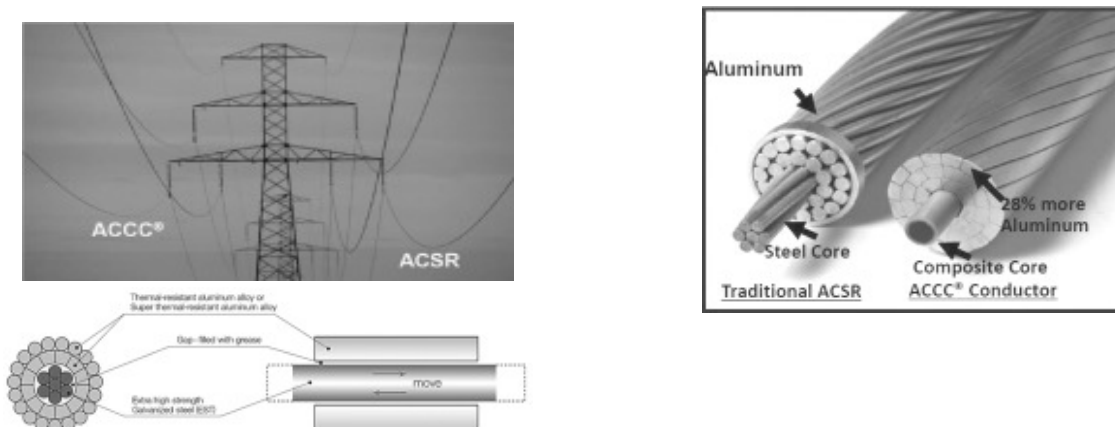 ACCC®
ACSR
Thermal-resistant aluminum alloy or
Super thermal-resistant aluminum alloy
Gap-filled with grease
Extra high strength
Galvanized steel (EST)
move
Aluminum
28% more
Aluminum
Steel Core
Composite Core
Traditional ACSR
ACCC® Conductor